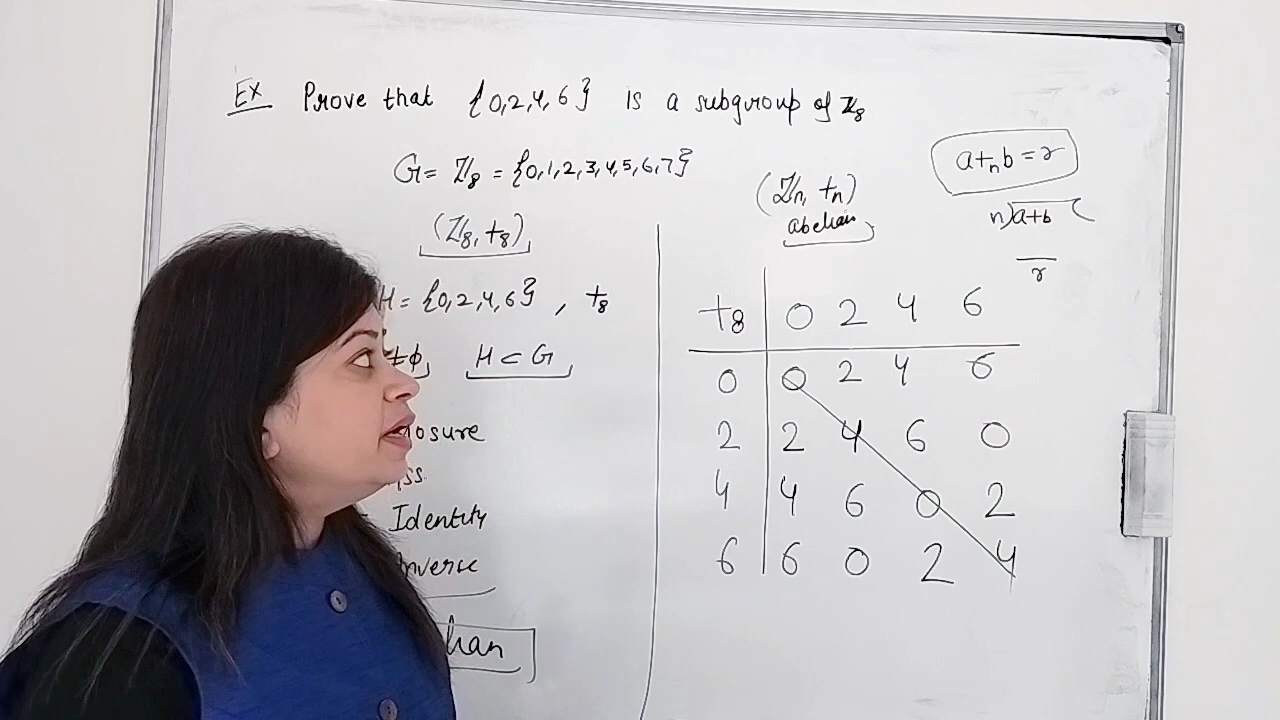 Ex Prove that {0,2,4,6} is a subgroup of ℤ8
G = ℤ8 = {0,1,2,3,4,5,6,7}
(ℤ8, +8)
H = {0,2,4,6} , +8
≠ϕ H ⊂ G
losure
ss.
Identity
nverse
lian
(ℤn, +n)
abelian
a +n b = r
n)a+b(
r
+8 0 2 4 6
0 0 2 4 6
2 2 4 6 0
4 4 6 0 2
6 6 0 2 4